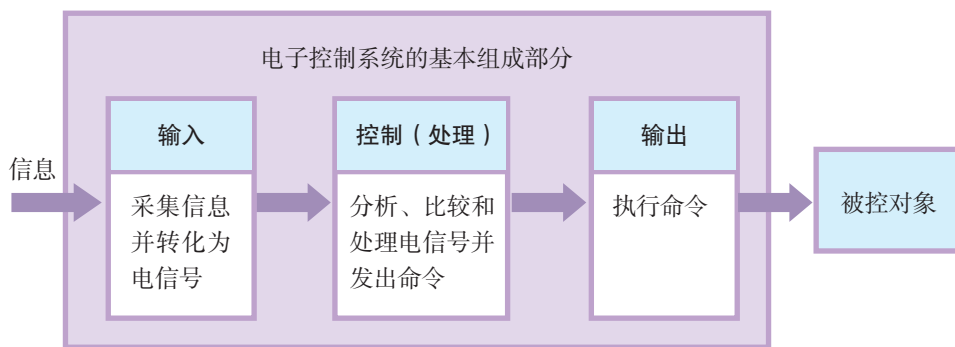 电子控制系统的基本组成部分
信息
输入
采集信息
并转化为
电信号
控制（处理）
分析、比较和
处理电信号并
发出命令
输出
执行命令
被控对象